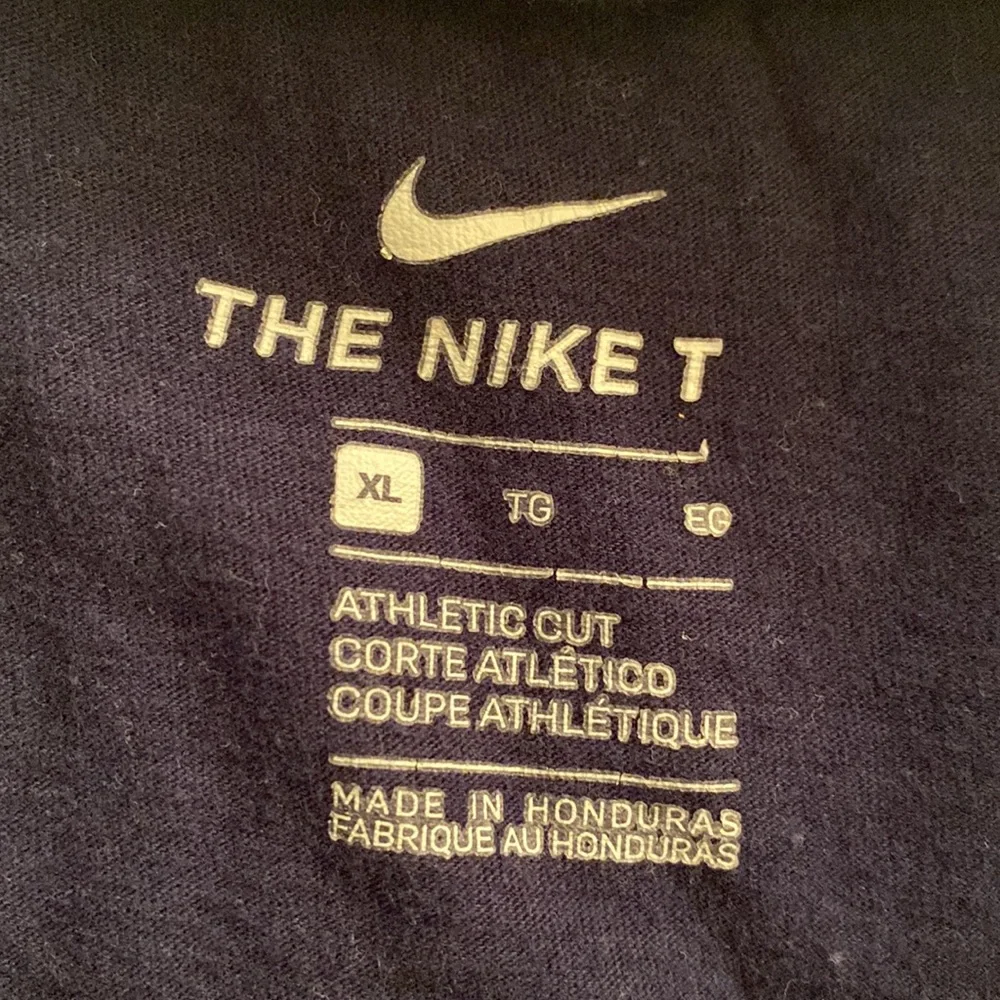 THE NIKE T
XL TG EG
ATHLETIC CUT
CORTE ATLÉTICO
COUPE ATHLÉTIQUE
MADE IN HONDURAS
FABRIQUE AU HONDURAS